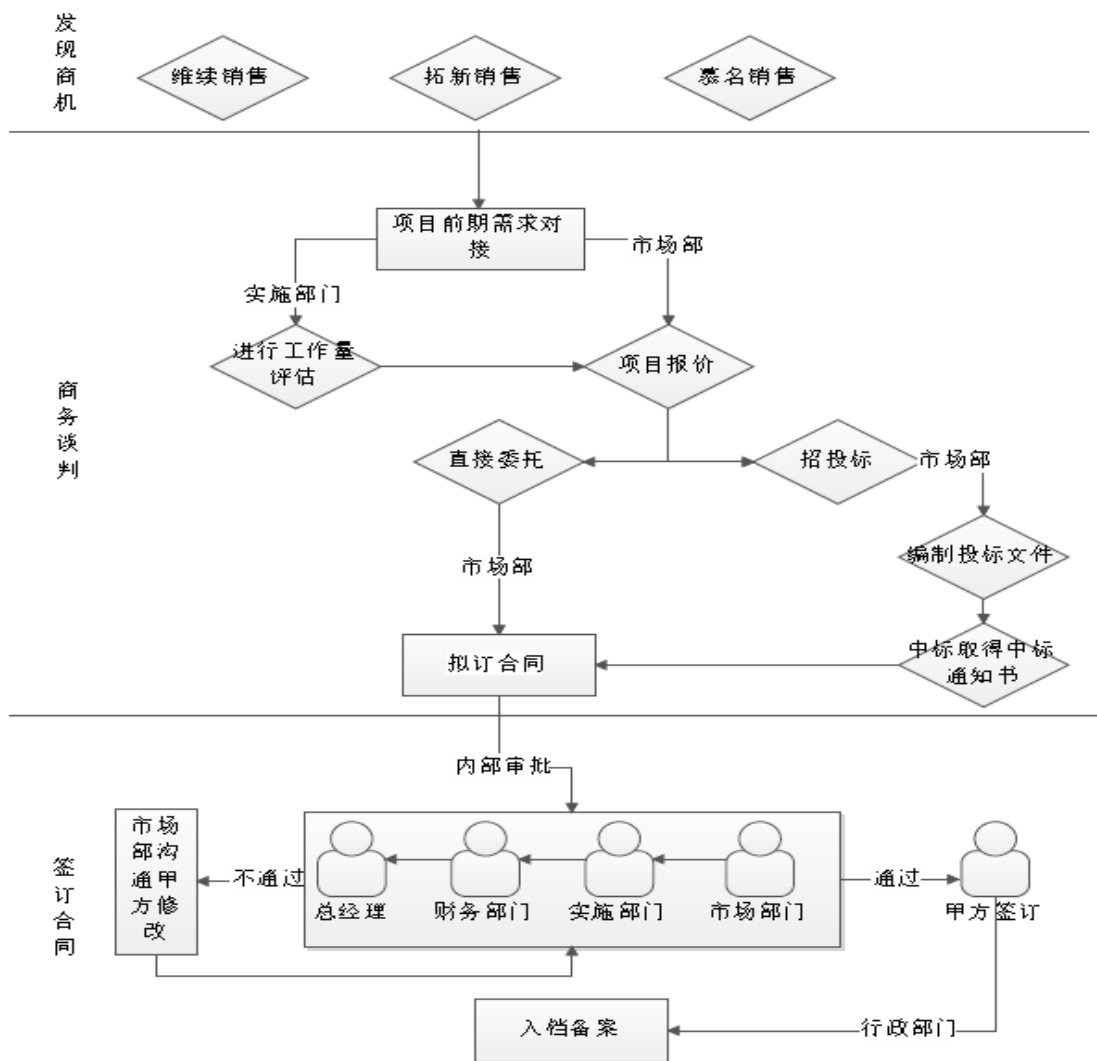 发现商机
维续销售
拓新销售
慕名销售
商务谈判
项目前期需求对
接
市场部
实施部门
进行工作量
评估
项目报价
直接委托
招投标
市场部
编制投标文件
市场部
中标取得中标
通知书
拟订合同
签订合同
内部审批
市场
部沟
通甲
方修
改
不通过
总经理
财务部门
实施部门
市场部门
通过
甲方签订
入档备案
行政部门